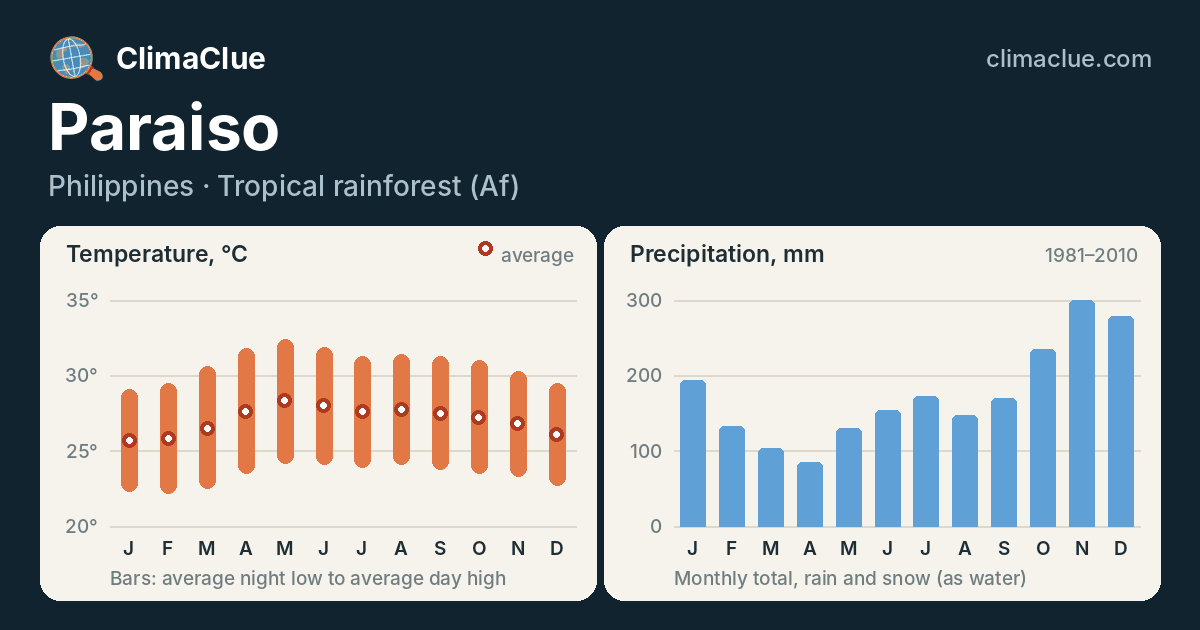 ClimaClue
climaclue.com
Paraiso
Philippines · Tropical rainforest (Af)
Temperature, °C
average
35°
30°
25°
20°
J F M A M J J A S O N D
Bars: average night low to average day high
Precipitation, mm
1981–2010
300
200
100
0
J F M A M J J A S O N D
Monthly total, rain and snow (as water)